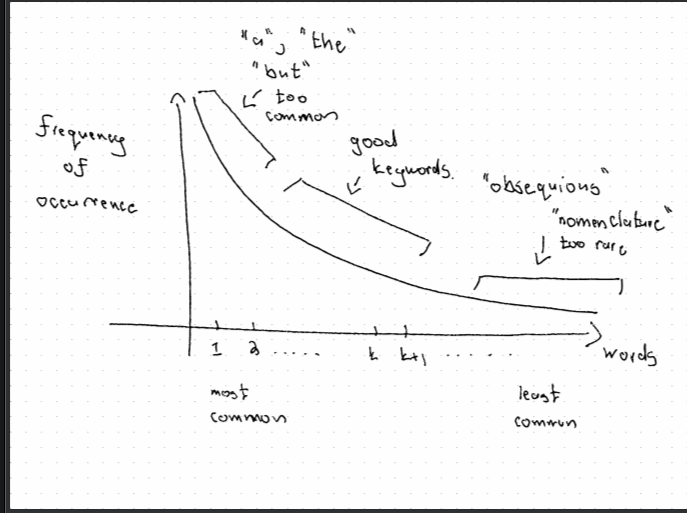 "a", "the"
"but"
too
common
frequency
of
occurrence
good
keywords.
"obsequious"
"nomenclature"
too rare
1 2 ..... k k+1 ......
words
most
common
least
common